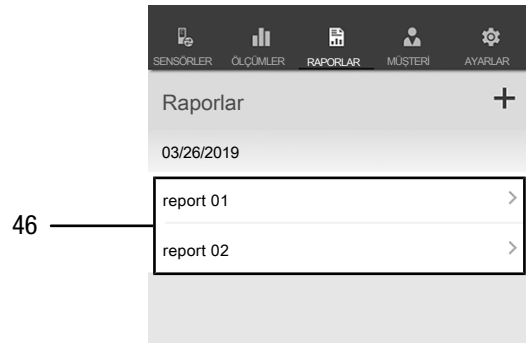 SENSÖRLER ÖLÇÜMLER RAPORLAR MÜŞTERİ AYARLAR
Raporlar +
03/26/2019
report 01 >
46
report 02 >